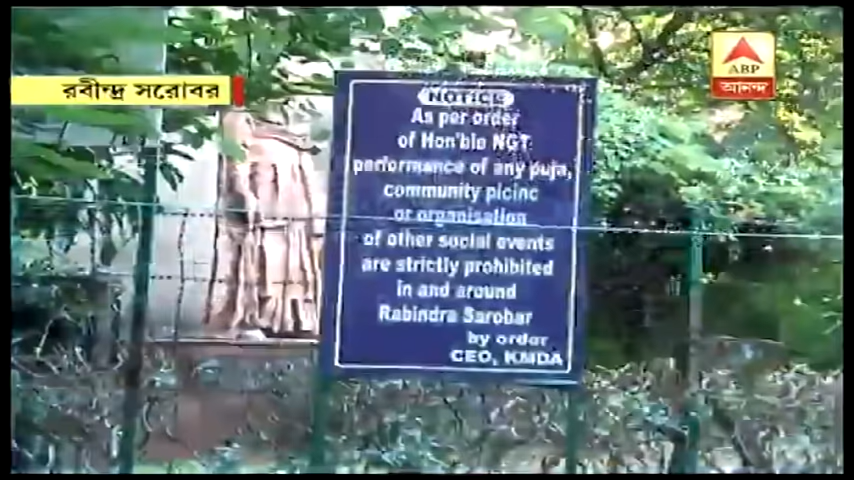 রবীন্দ্র সরোবর
ABP
আনন্দ
NOTICE
As per order
of Hon'ble NGT
performance of any puja,
community picinc
or organisation
of other social events
are strictly prohibited
in and around
Rabindra Sarobar
by order
CEO, KMDA